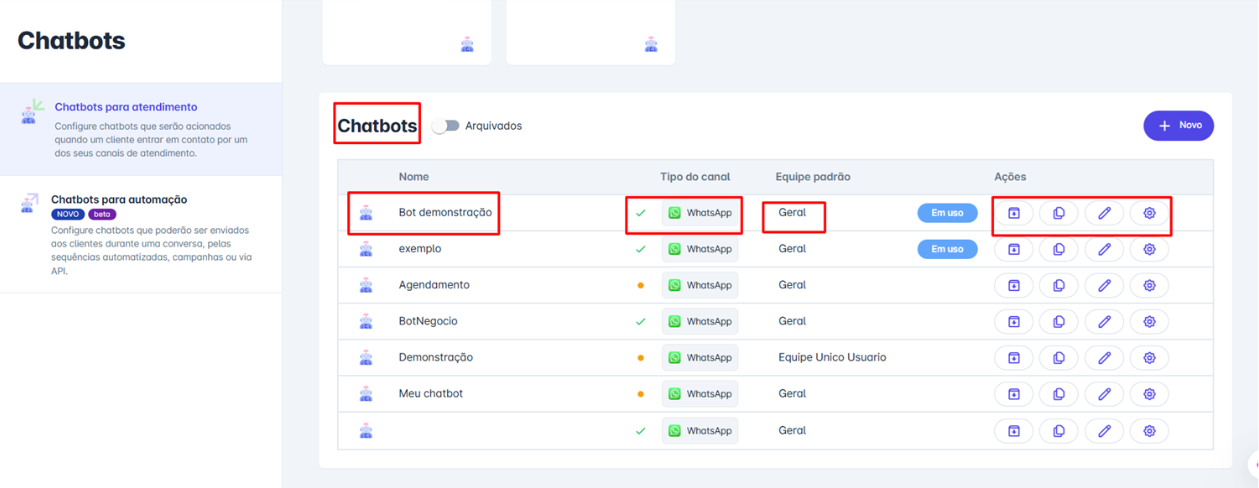 Chatbots
Chatbots para atendimento
Configure chatbots que serão acionados
quando um cliente entrar em contato por um
dos seus canais de atendimento.
Chatbots para automação
NOVO beta
Configure chatbots que poderão ser enviados
aos clientes durante uma conversa, pelas
sequências automatizadas, campanhas ou via
API.
Chatbots Arquivados + Novo
Nome Tipo do canal Equipe padrão Ações
Bot demonstração WhatsApp Geral Em uso
exemplo WhatsApp Geral Em uso
Agendamento WhatsApp Geral
BotNegocio WhatsApp Geral
Demonstração WhatsApp Equipe Unico Usuario
Meu chatbot WhatsApp Geral
WhatsApp Geral